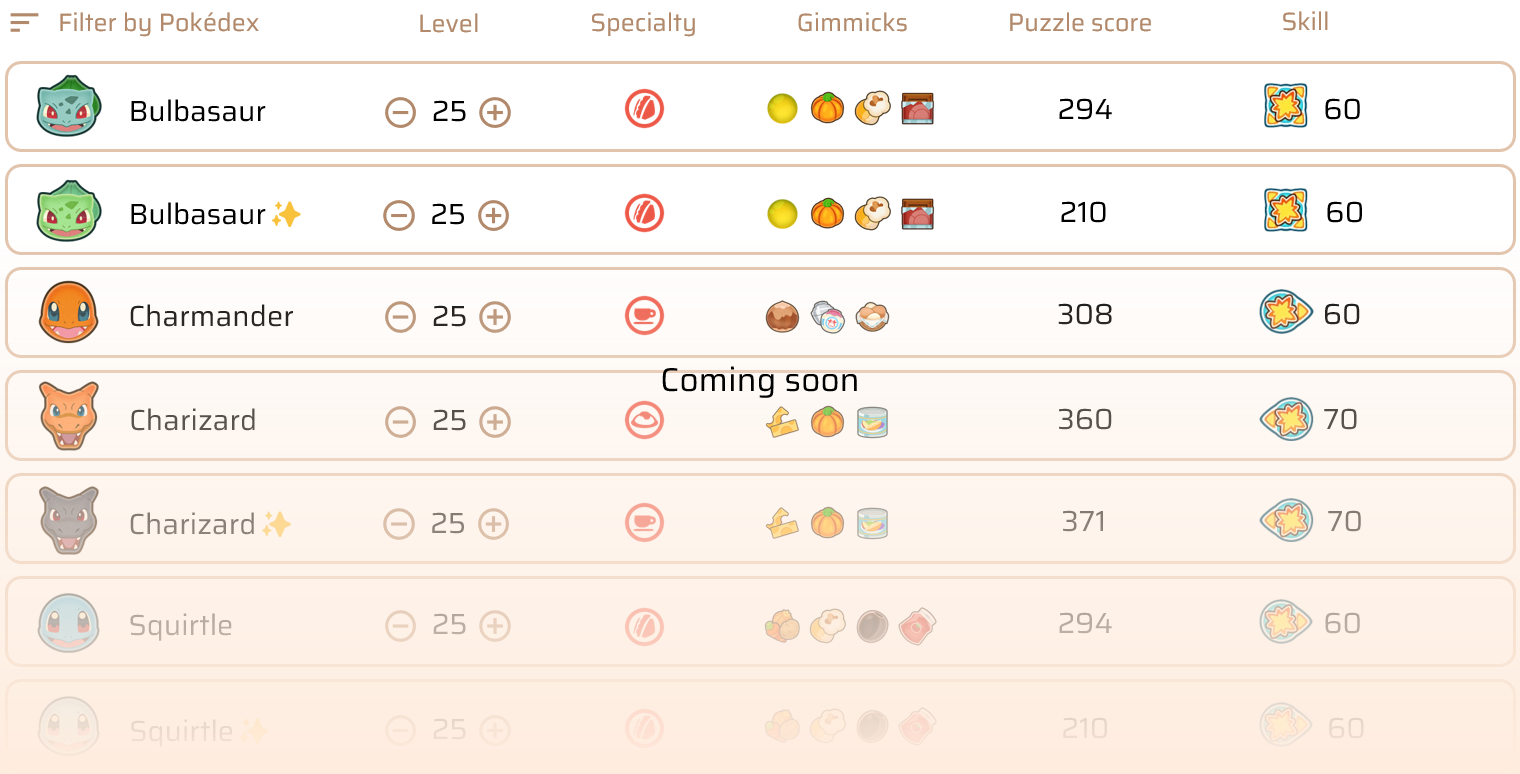 Filter by Pokédex Level Specialty Gimmicks Puzzle score Skill
Bulbasaur 25 294 60
Bulbasaur 25 210 60
Charmander 25 308 60
Coming soon
Charizard 25 360 70
Charizard 25 371 70
Squirtle 25 294 60
Squirtle 25 210 60